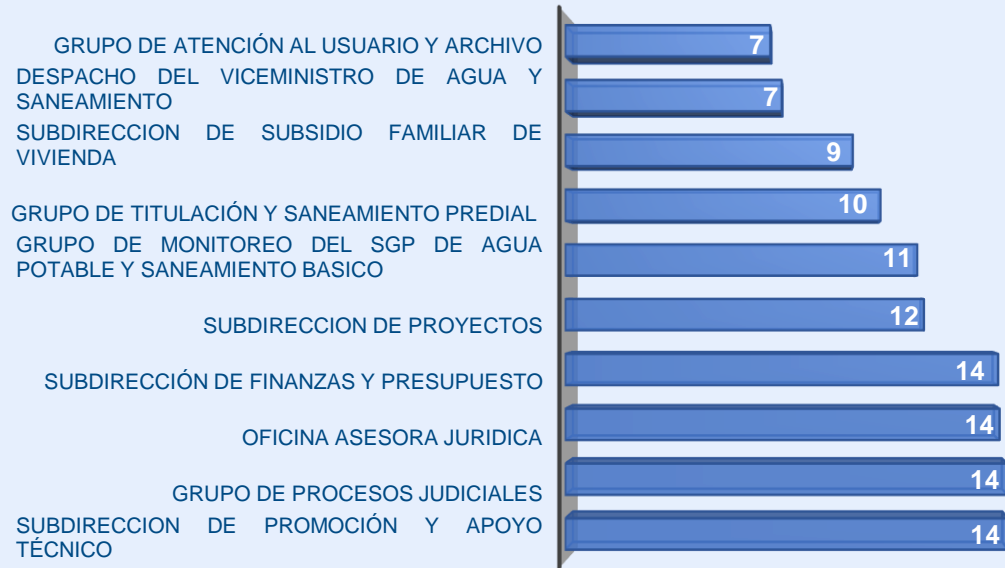 GRUPO DE ATENCIÓN AL USUARIO Y ARCHIVO 7
DESPACHO DEL VICEMINISTRO DE AGUA Y
SANEAMIENTO 7
SUBDIRECCION DE SUBSIDIO FAMILIAR DE
VIVIENDA 9
GRUPO DE TITULACIÓN Y SANEAMIENTO PREDIAL 10
GRUPO DE MONITOREO DEL SGP DE AGUA
POTABLE Y SANEAMIENTO BASICO 11
SUBDIRECCION DE PROYECTOS 12
SUBDIRECCIÓN DE FINANZAS Y PRESUPUESTO 14
OFICINA ASESORA JURIDICA 14
GRUPO DE PROCESOS JUDICIALES 14
SUBDIRECCION DE PROMOCIÓN Y APOYO
TÉCNICO 14